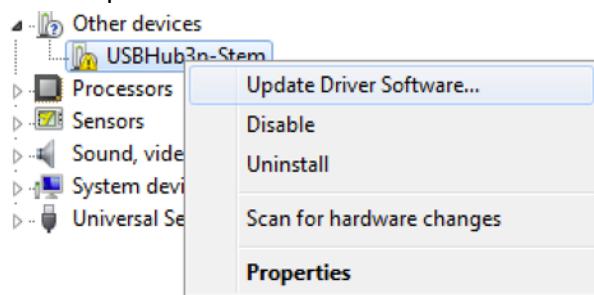 Other devices
USBHub3p-Stem
Processors
Sensors
Sound, vide
System devi
Universal Se
Update Driver Software...
Disable
Uninstall
Scan for hardware changes
Properties